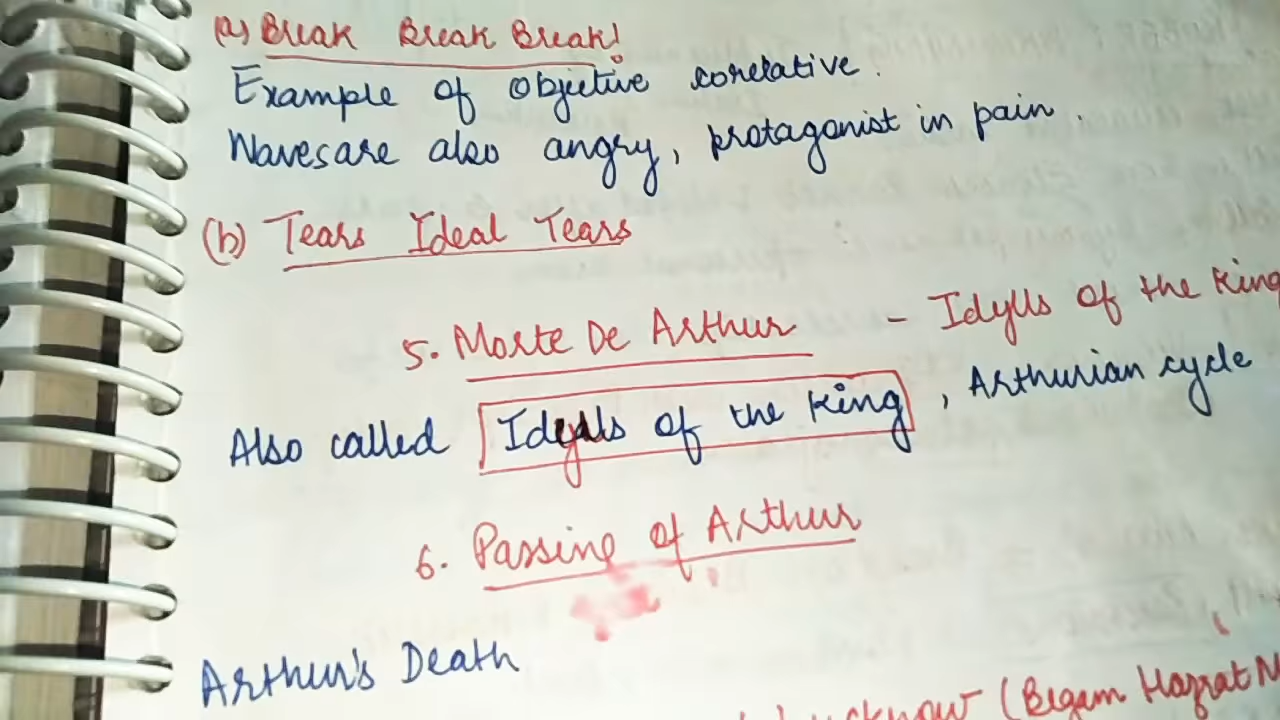 (a) Break Break Break!
Example of Objective corelative.
Waves are also angry, protagonist in pain.
(b) Tears Ideal Tears
5. Morte De Arthur - Idylls of the King
Also called Idylls of the King, Arthurian cycle
6. Passing of Arthur
Arthur's Death
Lucknow (Begam Hazrat